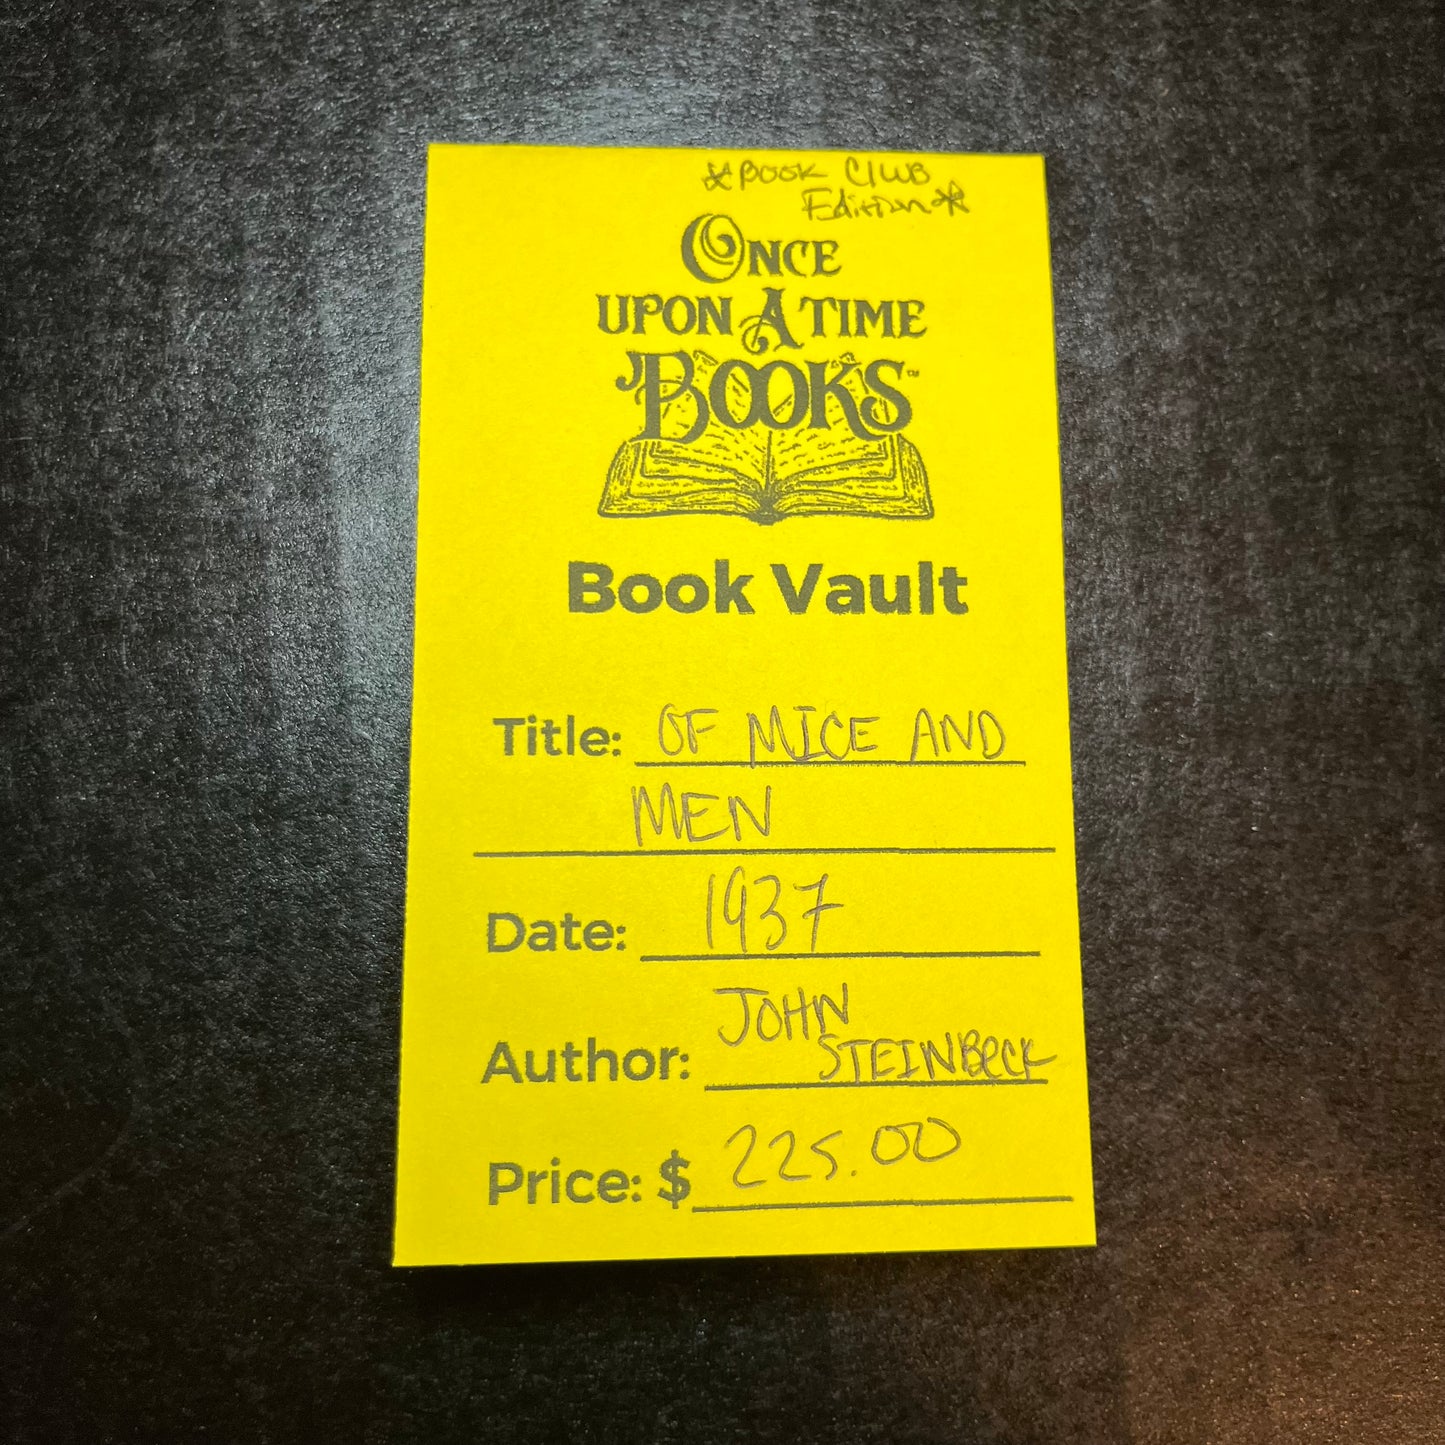 *BOOK Club
Edition*
ONCE
UPON A TIME
BOOKS™
Book Vault
Title: OF MICE AND
MEN
Date: 1937
JOHN
Author: STEINBECK
Price: $ 225.00